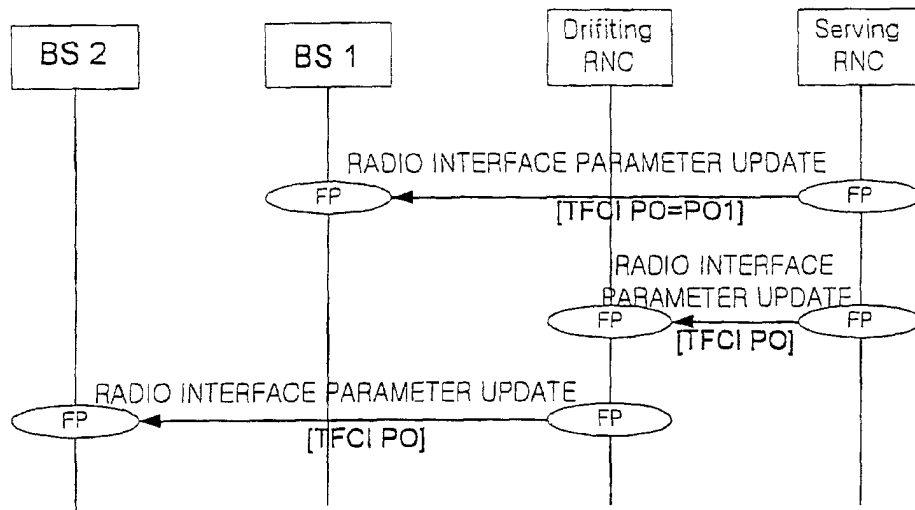 BS 2
BS 1
Drifiting
RNC
Serving
RNC
RADIO INTERFACE PARAMETER UPDATE
FP
FP
[TFCI PO=PO1]
RADIO INTERFACE
PARAMETER UPDATE
FP
FP
[TFCI PO]
RADIO INTERFACE PARAMETER UPDATE
FP
FP
[TFCI PO]